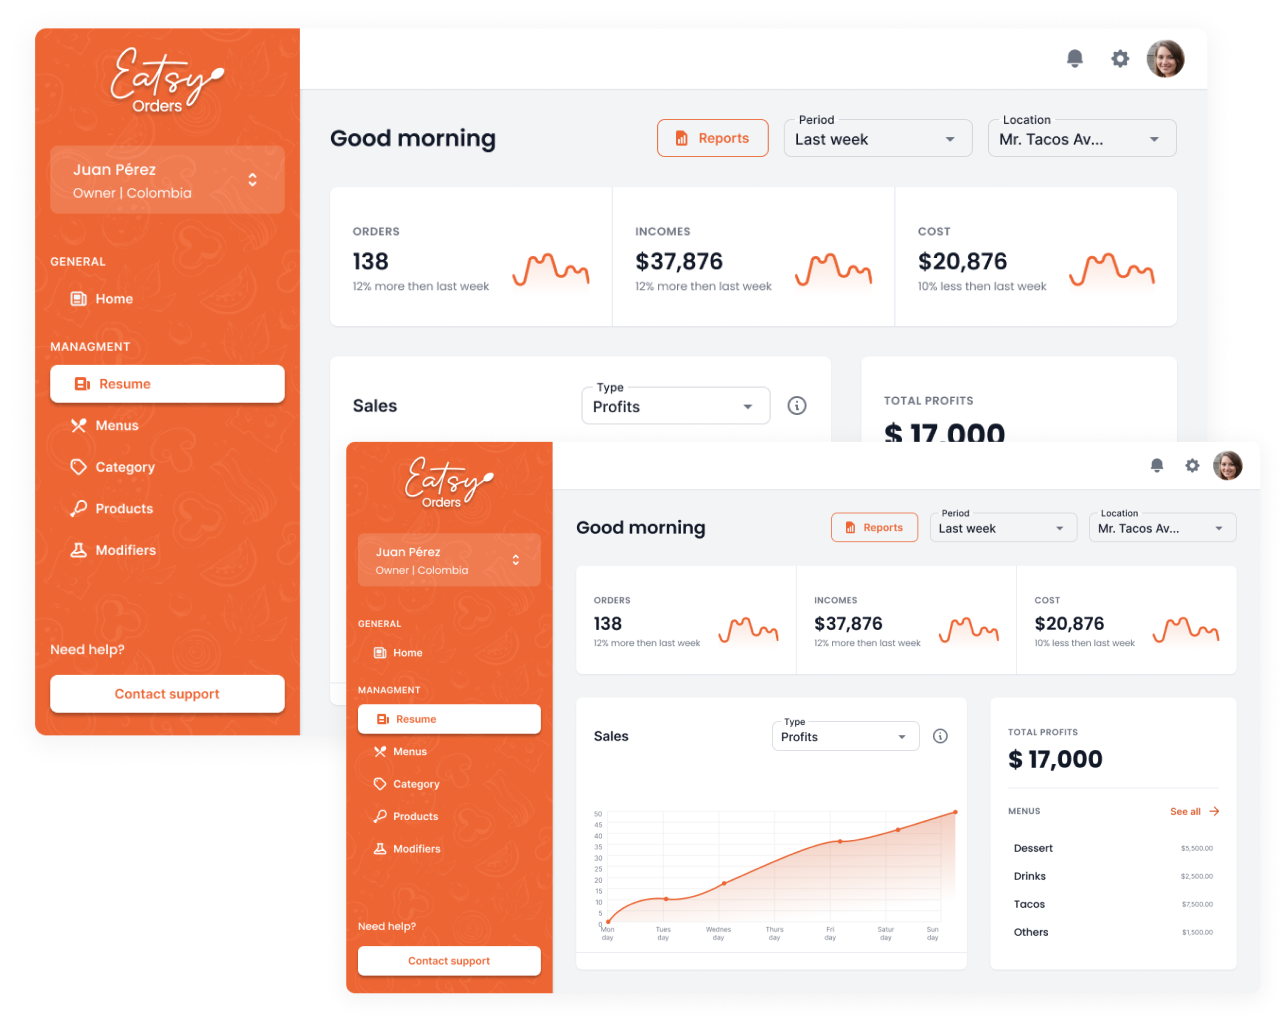 Eatsy
Orders
Juan Pérez
Owner | Colombia
GENERAL
Home
MANAGMENT
Resume
Menus
Category
Products
Modifiers
Need help?
Contact support
Good morning
Reports
Period
Last week
Location
Mr. Tacos Av...
ORDERS
138
12% more then last week
INCOMES
$37,876
12% more then last week
COST
$20,876
10% less then last week
Sales
Type
Profits
TOTAL PROFITS
$ 17,000
Eatsy
Orders
Juan Pérez
Owner | Colombia
GENERAL
Home
MANAGMENT
Resume
Menus
Category
Products
Modifiers
Need help?
Contact support
Good morning
Reports
Period
Last week
Location
Mr. Tacos Av...
ORDERS
138
12% more then last week
INCOMES
$37,876
12% more then last week
COST
$20,876
10% less then last week
Sales
Type
Profits
50
45
40
35
30
25
20
15
10
5
0
Mon
day
Tues
day
Wednes
day
Thurs
day
Fri
day
Satur
day
Sun
day
TOTAL PROFITS
$ 17,000
MENUS
See all
Dessert
$5,500.00
Drinks
$2,500.00
Tacos
$7,500.00
Others
$1,500.00